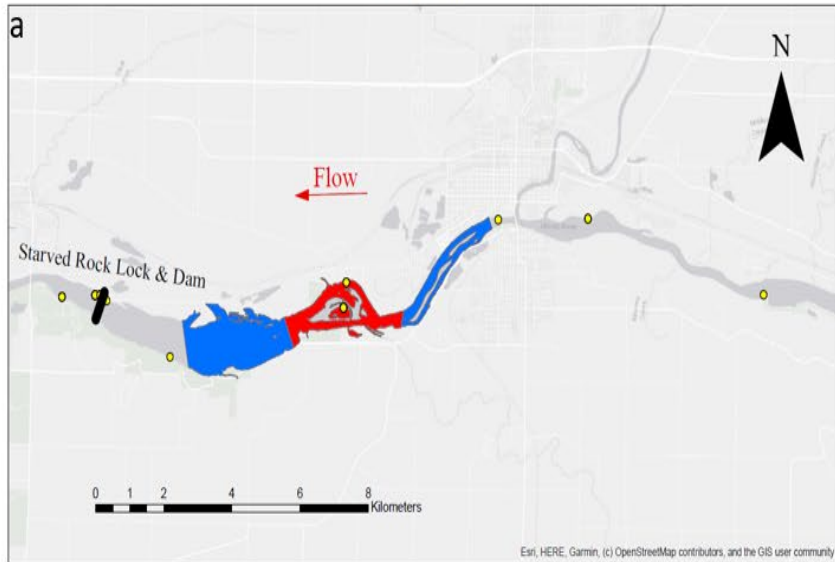 a
N
Flow
Starved Rock Lock & Dam
0 1 2 4 6 8
Kilometers
Esri, HERE, Garmin, (c) OpenStreetMap contributors, and the GIS user community